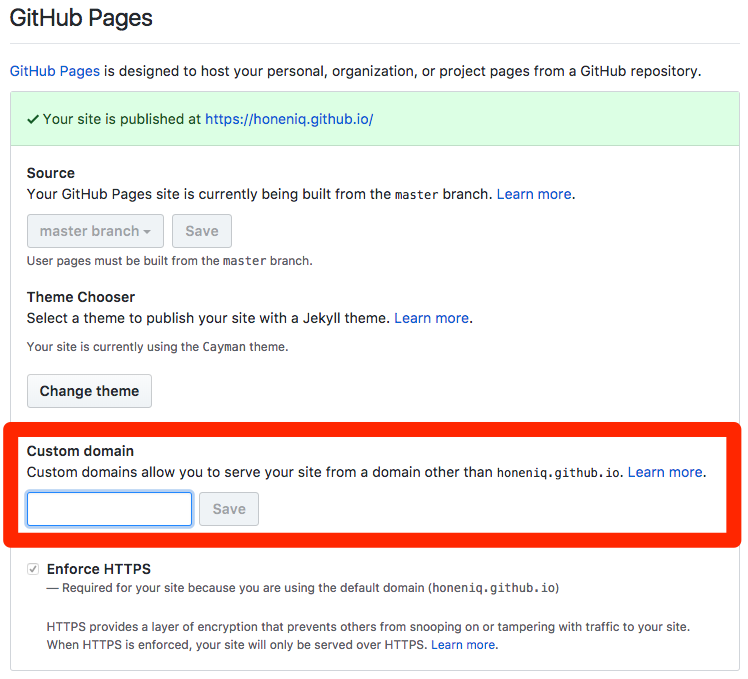 GitHub Pages
GitHub Pages is designed to host your personal, organization, or project pages from a GitHub repository.
Your site is published at https://honeniq.github.io/
Source
Your GitHub Pages site is currently being built from the master branch. Learn more.
master branch
Save
User pages must be built from the master branch.
Theme Chooser
Select a theme to publish your site with a Jekyll theme. Learn more.
Your site is currently using the Cayman theme.
Change theme
Custom domain
Custom domains allow you to serve your site from a domain other than honeniq.github.io. Learn more.
Save
Enforce HTTPS
— Required for your site because you are using the default domain (honeniq.github.io)
HTTPS provides a layer of encryption that prevents others from snooping on or tampering with traffic to your site.
When HTTPS is enforced, your site will only be served over HTTPS. Learn more.